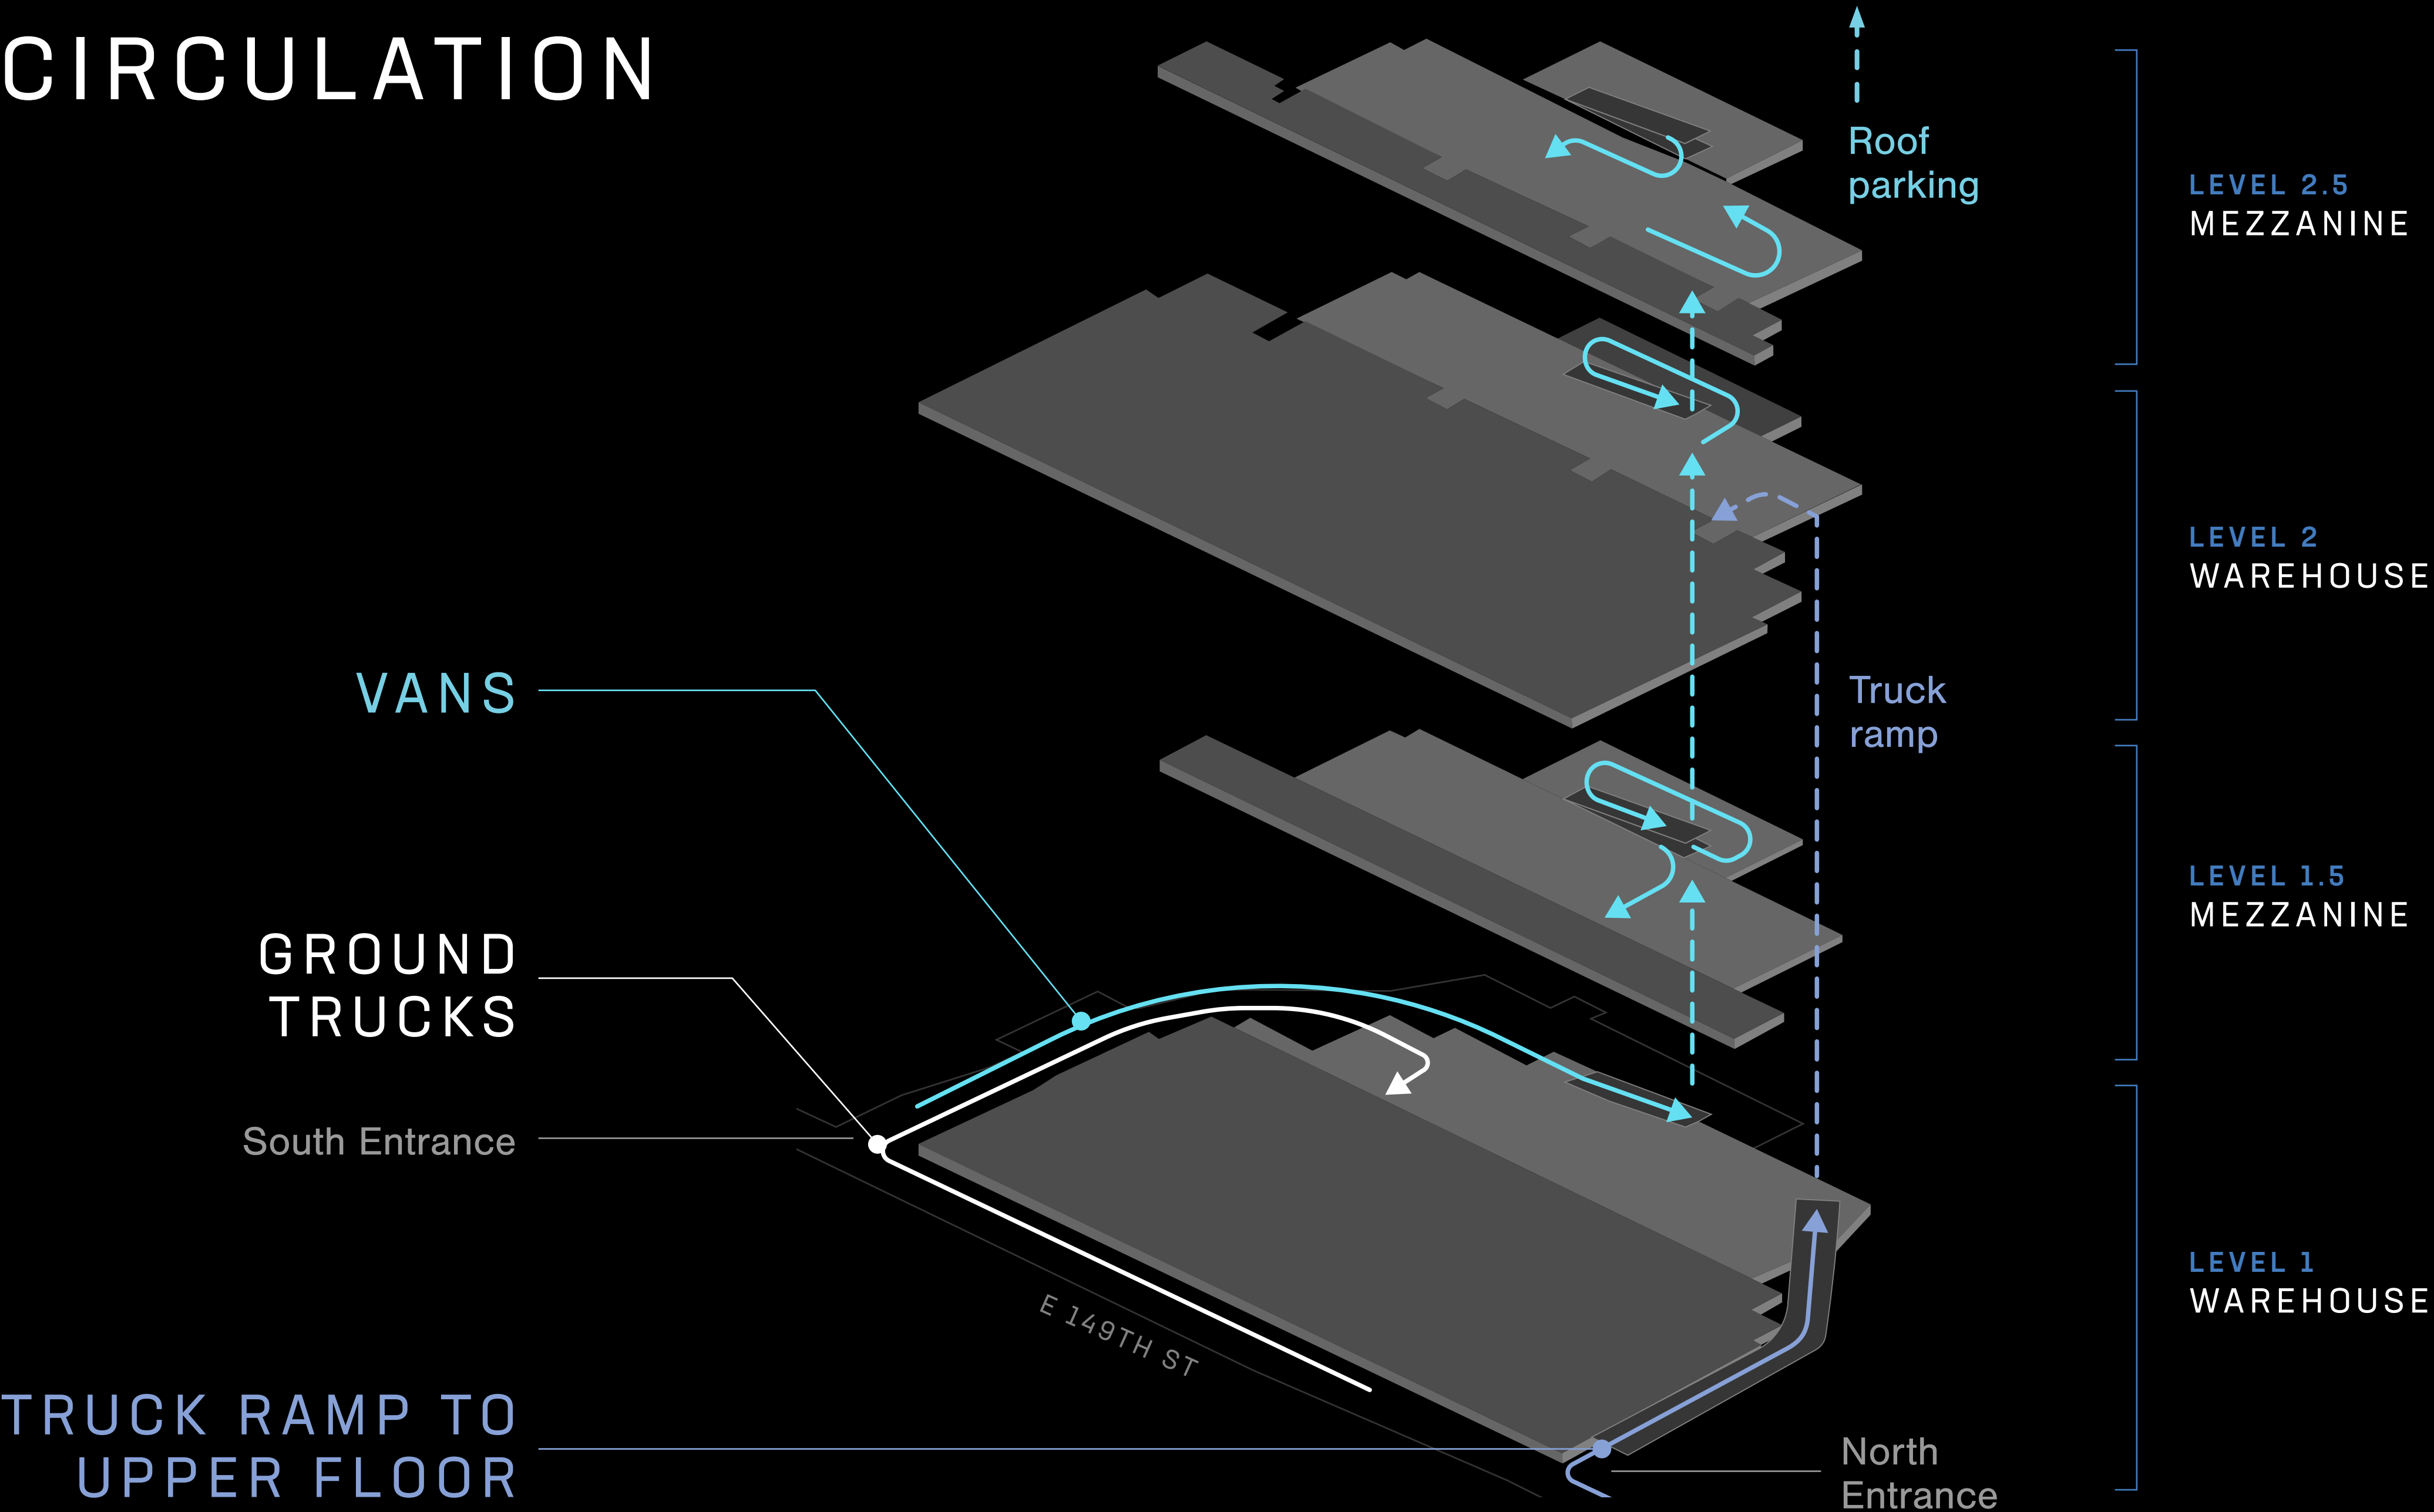 CIRCULATION
Roof
parking
LEVEL 2.5
MEZZANINE
LEVEL 2
WAREHOUSE
VANS
Truck
ramp
LEVEL 1.5
MEZZANINE
GROUND
TRUCKS
South Entrance
LEVEL 1
WAREHOUSE
E 149TH ST
TRUCK RAMP TO
UPPER FLOOR
North
Entrance